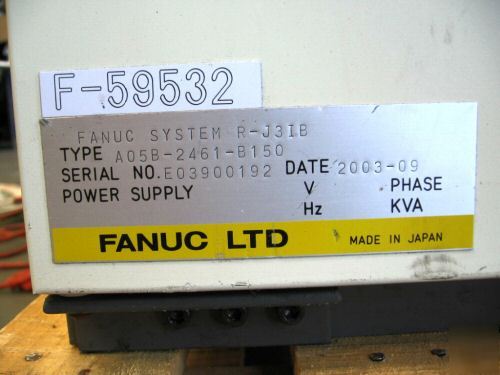 F-59532
FANUC SYSTEM R-J3IB
TYPE A05B-2461-B150
SERIAL NO. E03900192 DATE 2003-09
POWER SUPPLY V PHASE
Hz KVA
FANUC LTD MADE IN JAPAN